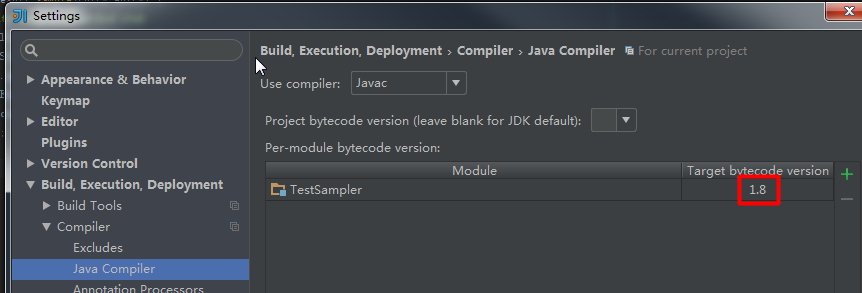 Settings
Build, Execution, Deployment › Compiler › Java Compiler For current project
Appearance & Behavior
Keymap
Editor
Plugins
Version Control
Build, Execution, Deployment
Build Tools
Compiler
Excludes
Java Compiler
Annotation Processors
Use compiler: Javac
Project bytecode version (leave blank for JDK default):
Per-module bytecode version:
Module Target bytecode version
TestSampler 1.8